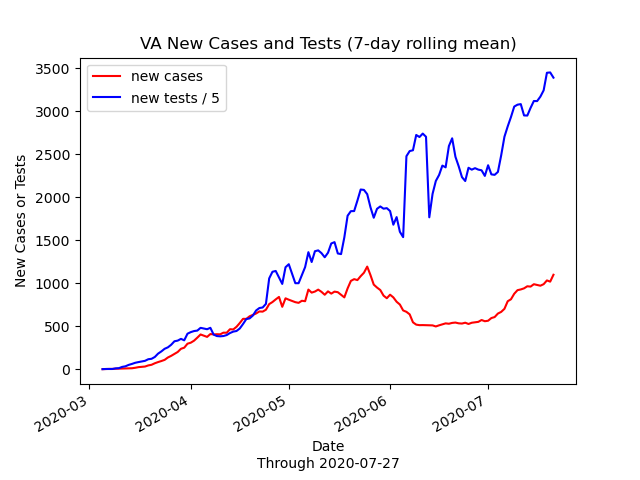 VA New Cases and Tests (7-day rolling mean)
new cases
new tests / 5
New Cases or Tests
3500
3000
2500
2000
1500
1000
500
0
2020-03
2020-04
2020-05
2020-06
2020-07
Date
Through 2020-07-27